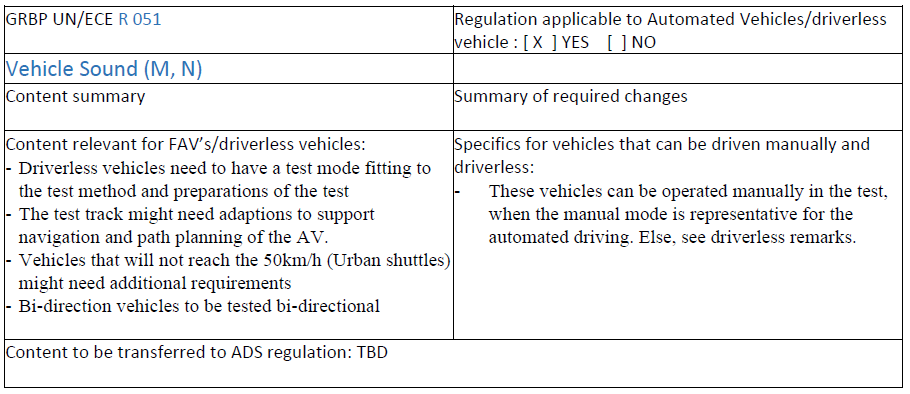 GRBP UN/ECE R 051
Regulation applicable to Automated Vehicles/driverless
vehicle : [ X ] YES [ ] NO
Vehicle Sound (M, N)
Content summary
Summary of required changes
Content relevant for FAV’s/driverless vehicles:
- Driverless vehicles need to have a test mode fitting to
the test method and preparations of the test
- The test track might need adaptions to support
navigation and path planning of the AV.
- Vehicles that will not reach the 50km/h (Urban shuttles)
might need additional requirements
- Bi-direction vehicles to be tested bi-directional
Specifics for vehicles that can be driven manually and
driverless:
- These vehicles can be operated manually in the test,
when the manual mode is representative for the
automated driving. Else, see driverless remarks.
Content to be transferred to ADS regulation: TBD